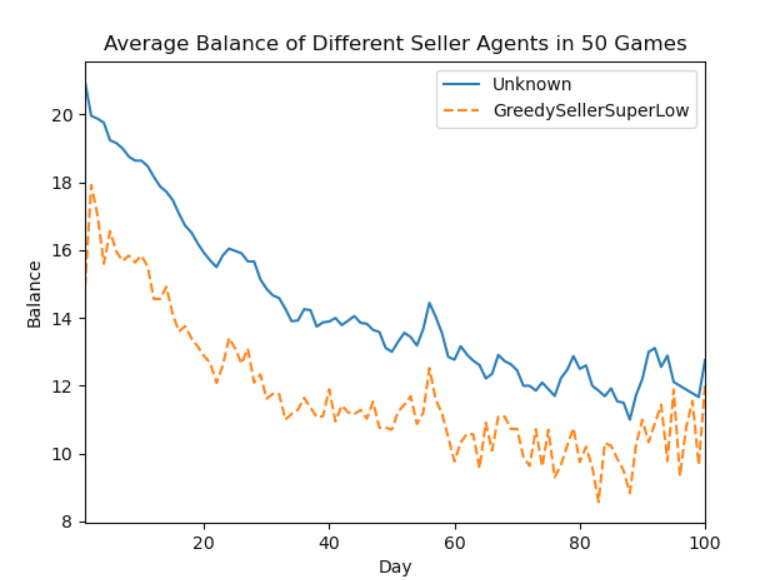 Average Balance of Different Seller Agents in 50 Games
Unknown
GreedySellerSuperLow
20
18
16
14
12
10
8
Balance
20 40 60 80 100
Day